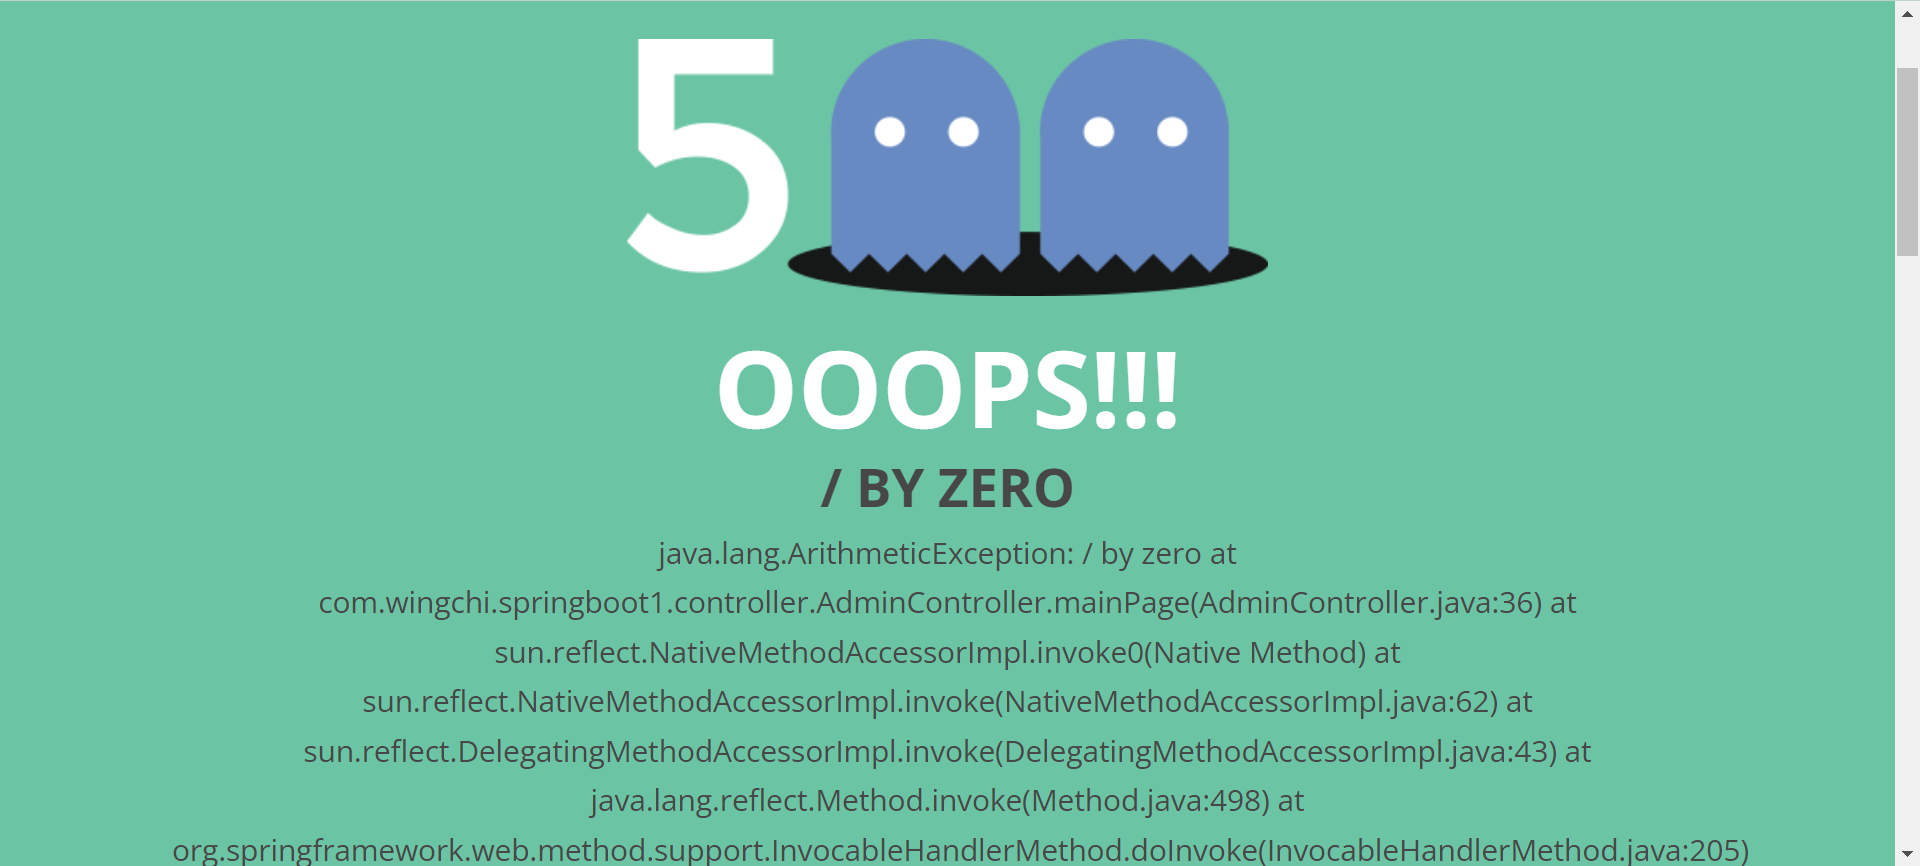 500
OOOPS!!!
/ BY ZERO
java.lang.ArithmeticException: / by zero at
com.wingchi.springboot1.controller.AdminController.mainPage(AdminController.java:36) at
sun.reflect.NativeMethodAccessorImpl.invoke0(Native Method) at
sun.reflect.NativeMethodAccessorImpl.invoke(NativeMethodAccessorImpl.java:62) at
sun.reflect.DelegatingMethodAccessorImpl.invoke(DelegatingMethodAccessorImpl.java:43) at
java.lang.reflect.Method.invoke(Method.java:498) at
org.springframework.web.method.support.InvocableHandlerMethod.doInvoke(InvocableHandlerMethod.java:205)